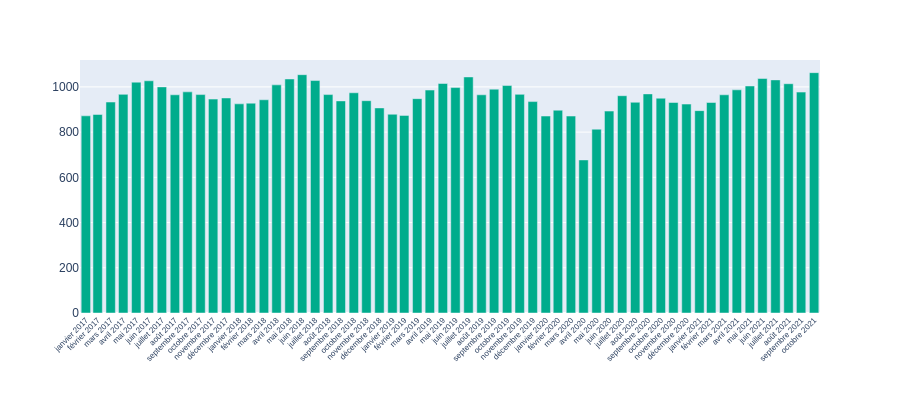 1000
800
600
400
200
0
janvier 2017
février 2017
mars 2017
avril 2017
mai 2017
juin 2017
juillet 2017
août 2017
septembre 2017
octobre 2017
novembre 2017
décembre 2017
janvier 2018
février 2018
mars 2018
avril 2018
mai 2018
juin 2018
juillet 2018
août 2018
septembre 2018
octobre 2018
novembre 2018
décembre 2018
janvier 2019
février 2019
mars 2019
avril 2019
mai 2019
juin 2019
juillet 2019
août 2019
septembre 2019
octobre 2019
novembre 2019
décembre 2019
janvier 2020
février 2020
mars 2020
avril 2020
mai 2020
juin 2020
juillet 2020
août 2020
septembre 2020
octobre 2020
novembre 2020
décembre 2020
janvier 2021
février 2021
mars 2021
avril 2021
mai 2021
juin 2021
juillet 2021
août 2021
septembre 2021
octobre 2021